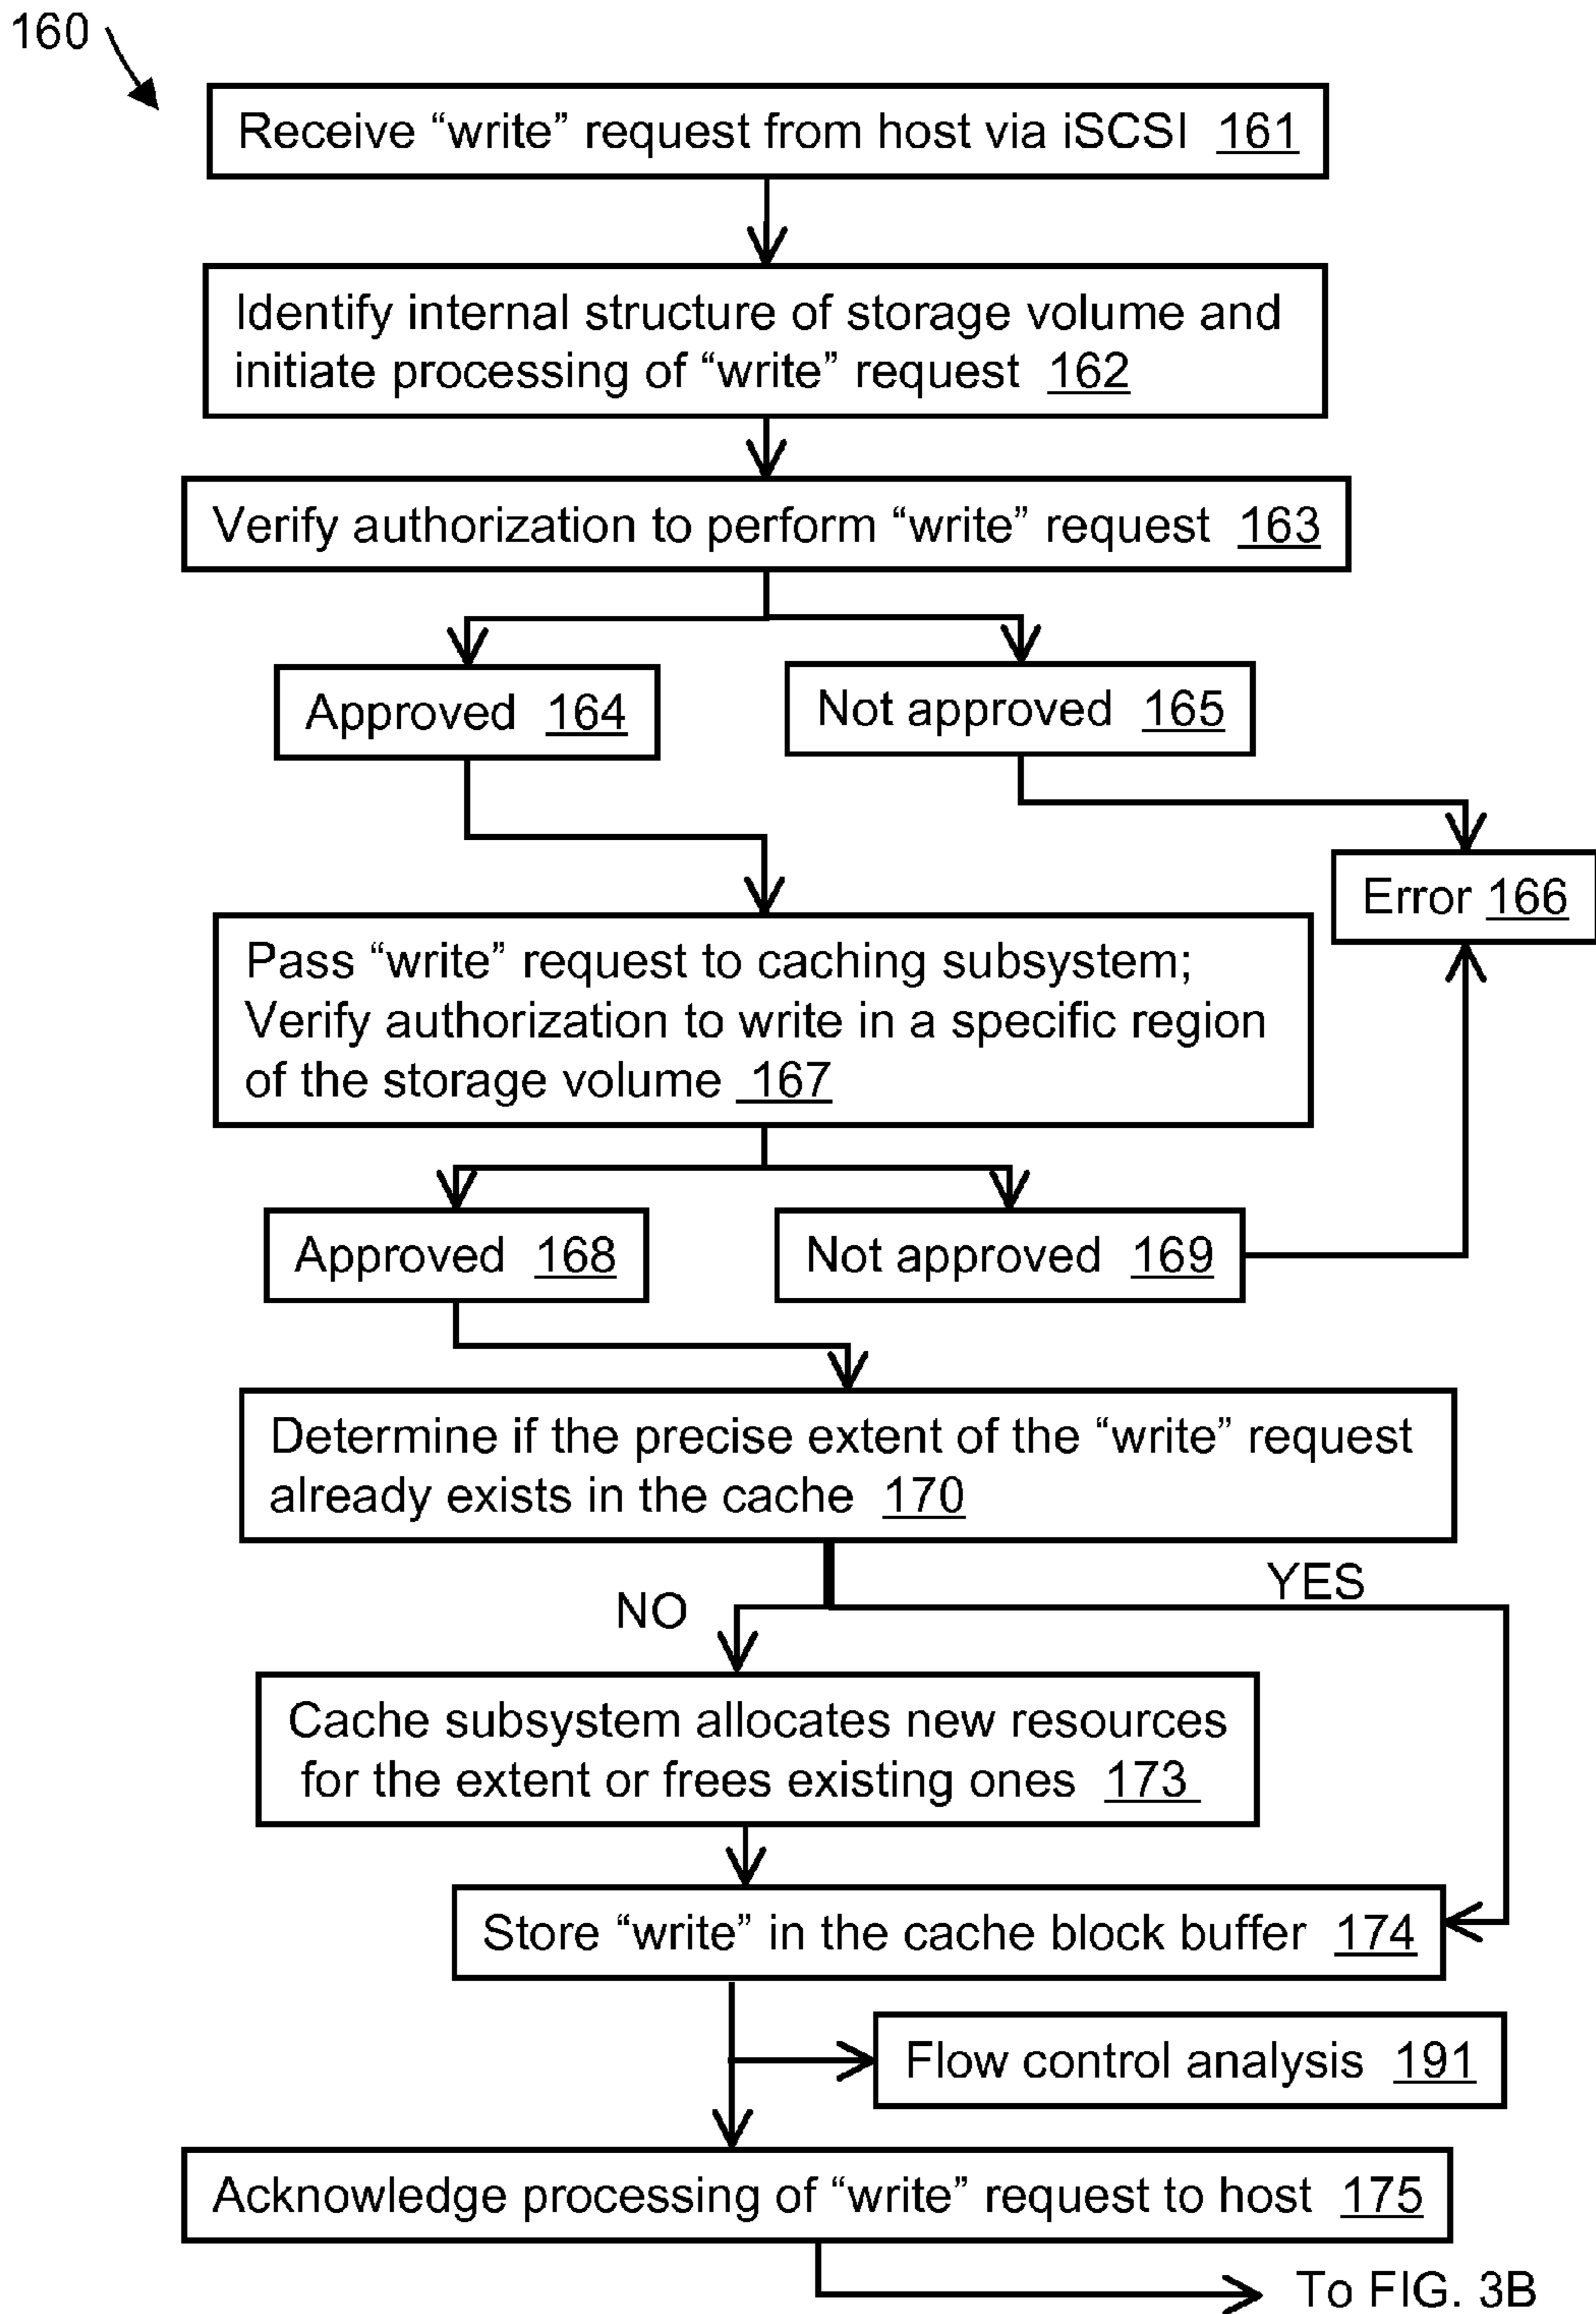 160
Receive “write” request from host via iSCSI 161
Identify internal structure of storage volume and
initiate processing of “write” request 162
Verify authorization to perform “write” request 163
Approved 164
Not approved 165
Error 166
Pass “write” request to caching subsystem;
Verify authorization to write in a specific region
of the storage volume 167
Approved 168
Not approved 169
Determine if the precise extent of the “write” request
already exists in the cache 170
YES
NO
Cache subsystem allocates new resources
for the extent or frees existing ones 173
Store “write” in the cache block buffer 174
Flow control analysis 191
Acknowledge processing of “write” request to host 175
To FIG. 3B